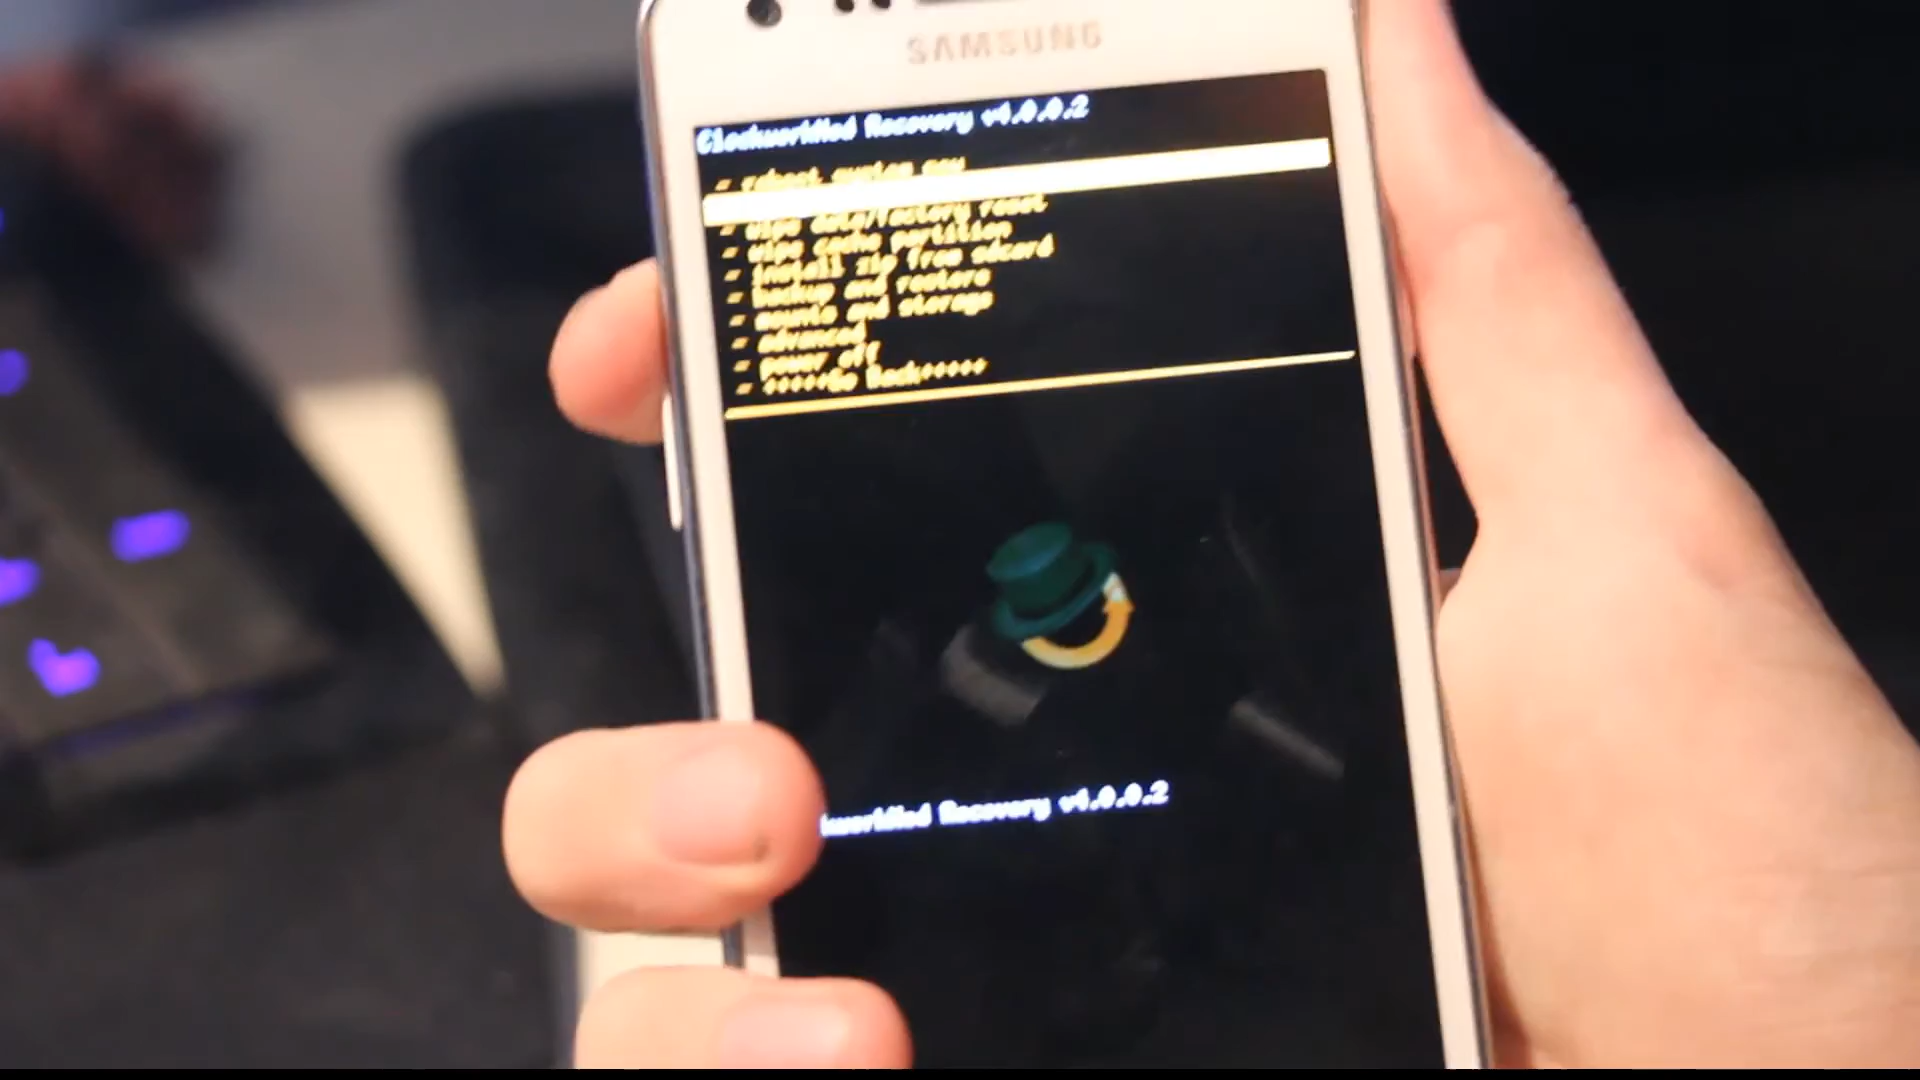 SAMSUNG
ClockworkMod Recovery v4.0.0.2
- reboot system now
- wipe data/factory reset
- wipe cache partition
- install zip from sdcard
- backup and restore
- mounts and storage
- advanced
- power off
- +++++Go Back+++++
kworkMod Recovery v4.0.0.2